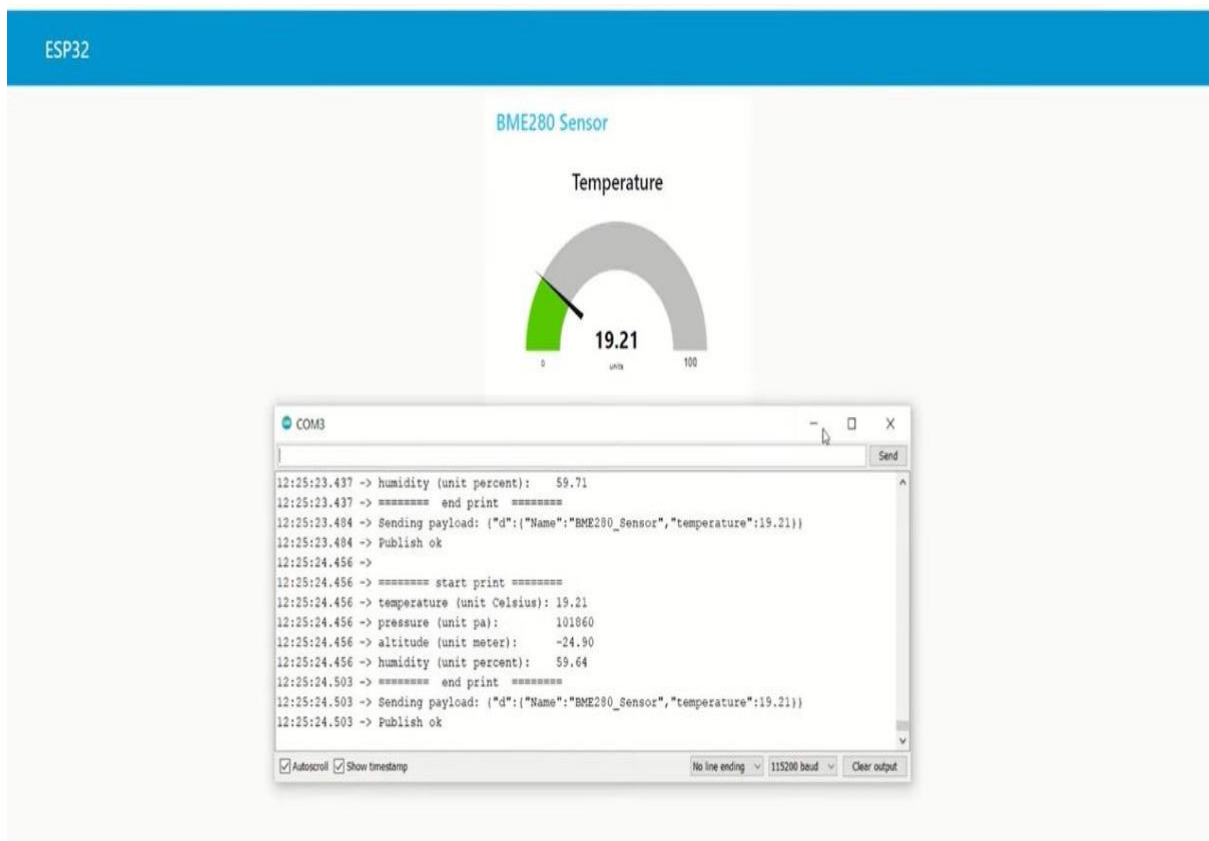 ESP32
BME280 Sensor
Temperature
19.21
0
units
100
COM3
Send
12:25:23.437 -> humidity (unit percent):    59.71
12:25:23.437 -> ========  end print  ========
12:25:23.484 -> Sending payload: {"d":{"Name":"BME280_Sensor","temperature":19.21}}
12:25:23.484 -> Publish ok
12:25:24.456 ->
12:25:24.456 -> ======== start print ========
12:25:24.456 -> temperature (unit Celsius): 19.21
12:25:24.456 -> pressure (unit pa):         101860
12:25:24.456 -> altitude (unit meter):      -24.90
12:25:24.456 -> humidity (unit percent):    59.64
12:25:24.503 -> ========  end print  ========
12:25:24.503 -> Sending payload: {"d":{"Name":"BME280_Sensor","temperature":19.21}}
12:25:24.503 -> Publish ok
Autoscroll Show timestamp No line ending 115200 baud Clear output